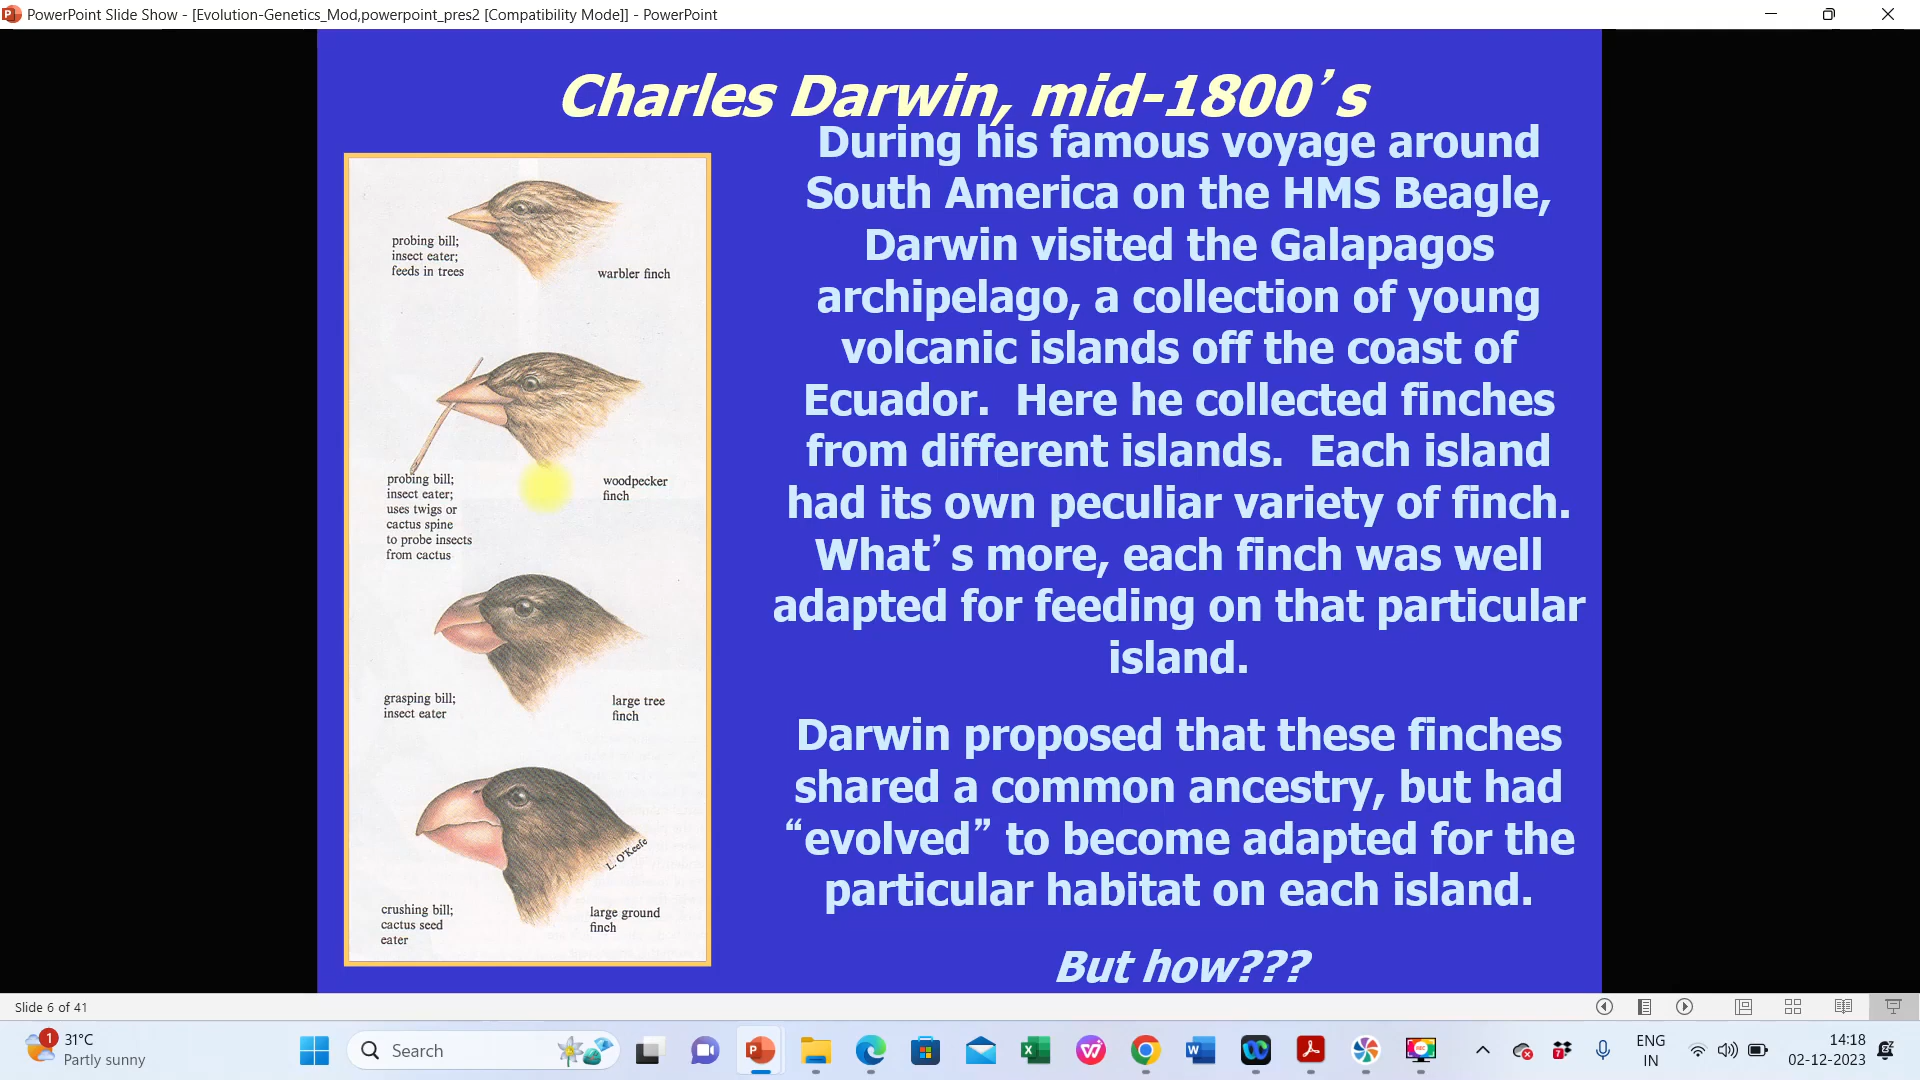 PowerPoint Slide Show - [Evolution-Genetics_Mod,powerpoint_pres2 [Compatibility Mode]] - PowerPoint
Charles Darwin, mid-1800’s
probing bill;
insect eater;
feeds in trees
warbler finch
probing bill;
insect eater;
uses twigs or
cactus spine
to probe insects
from cactus
woodpecker
finch
grasping bill;
insect eater
large tree
finch
L. O'Keefe
crushing bill;
cactus seed
eater
large ground
finch
During his famous voyage around
South America on the HMS Beagle,
Darwin visited the Galapagos
archipelago, a collection of young
volcanic islands off the coast of
Ecuador. Here he collected finches
from different islands. Each island
had its own peculiar variety of finch.
What’s more, each finch was well
adapted for feeding on that particular
island.
Darwin proposed that these finches
shared a common ancestry, but had
“evolved” to become adapted for the
particular habitat on each island.
But how???
Slide 6 of 41
1
31°C
Partly sunny
Search
7
ENG
IN
14:18
02-12-2023